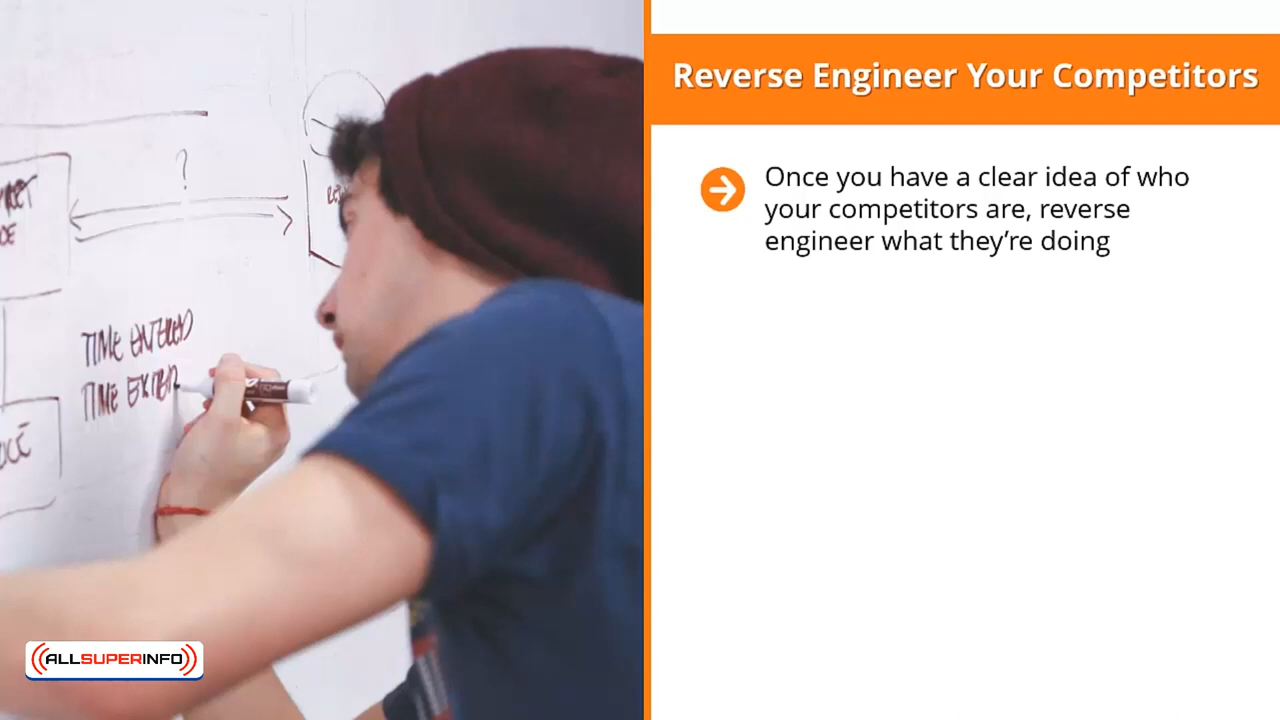 Reverse Engineer Your Competitors
Once you have a clear idea of who
your competitors are, reverse
engineer what they're doing
?
TIME ENTERED
TIME
ALLSUPERINFO